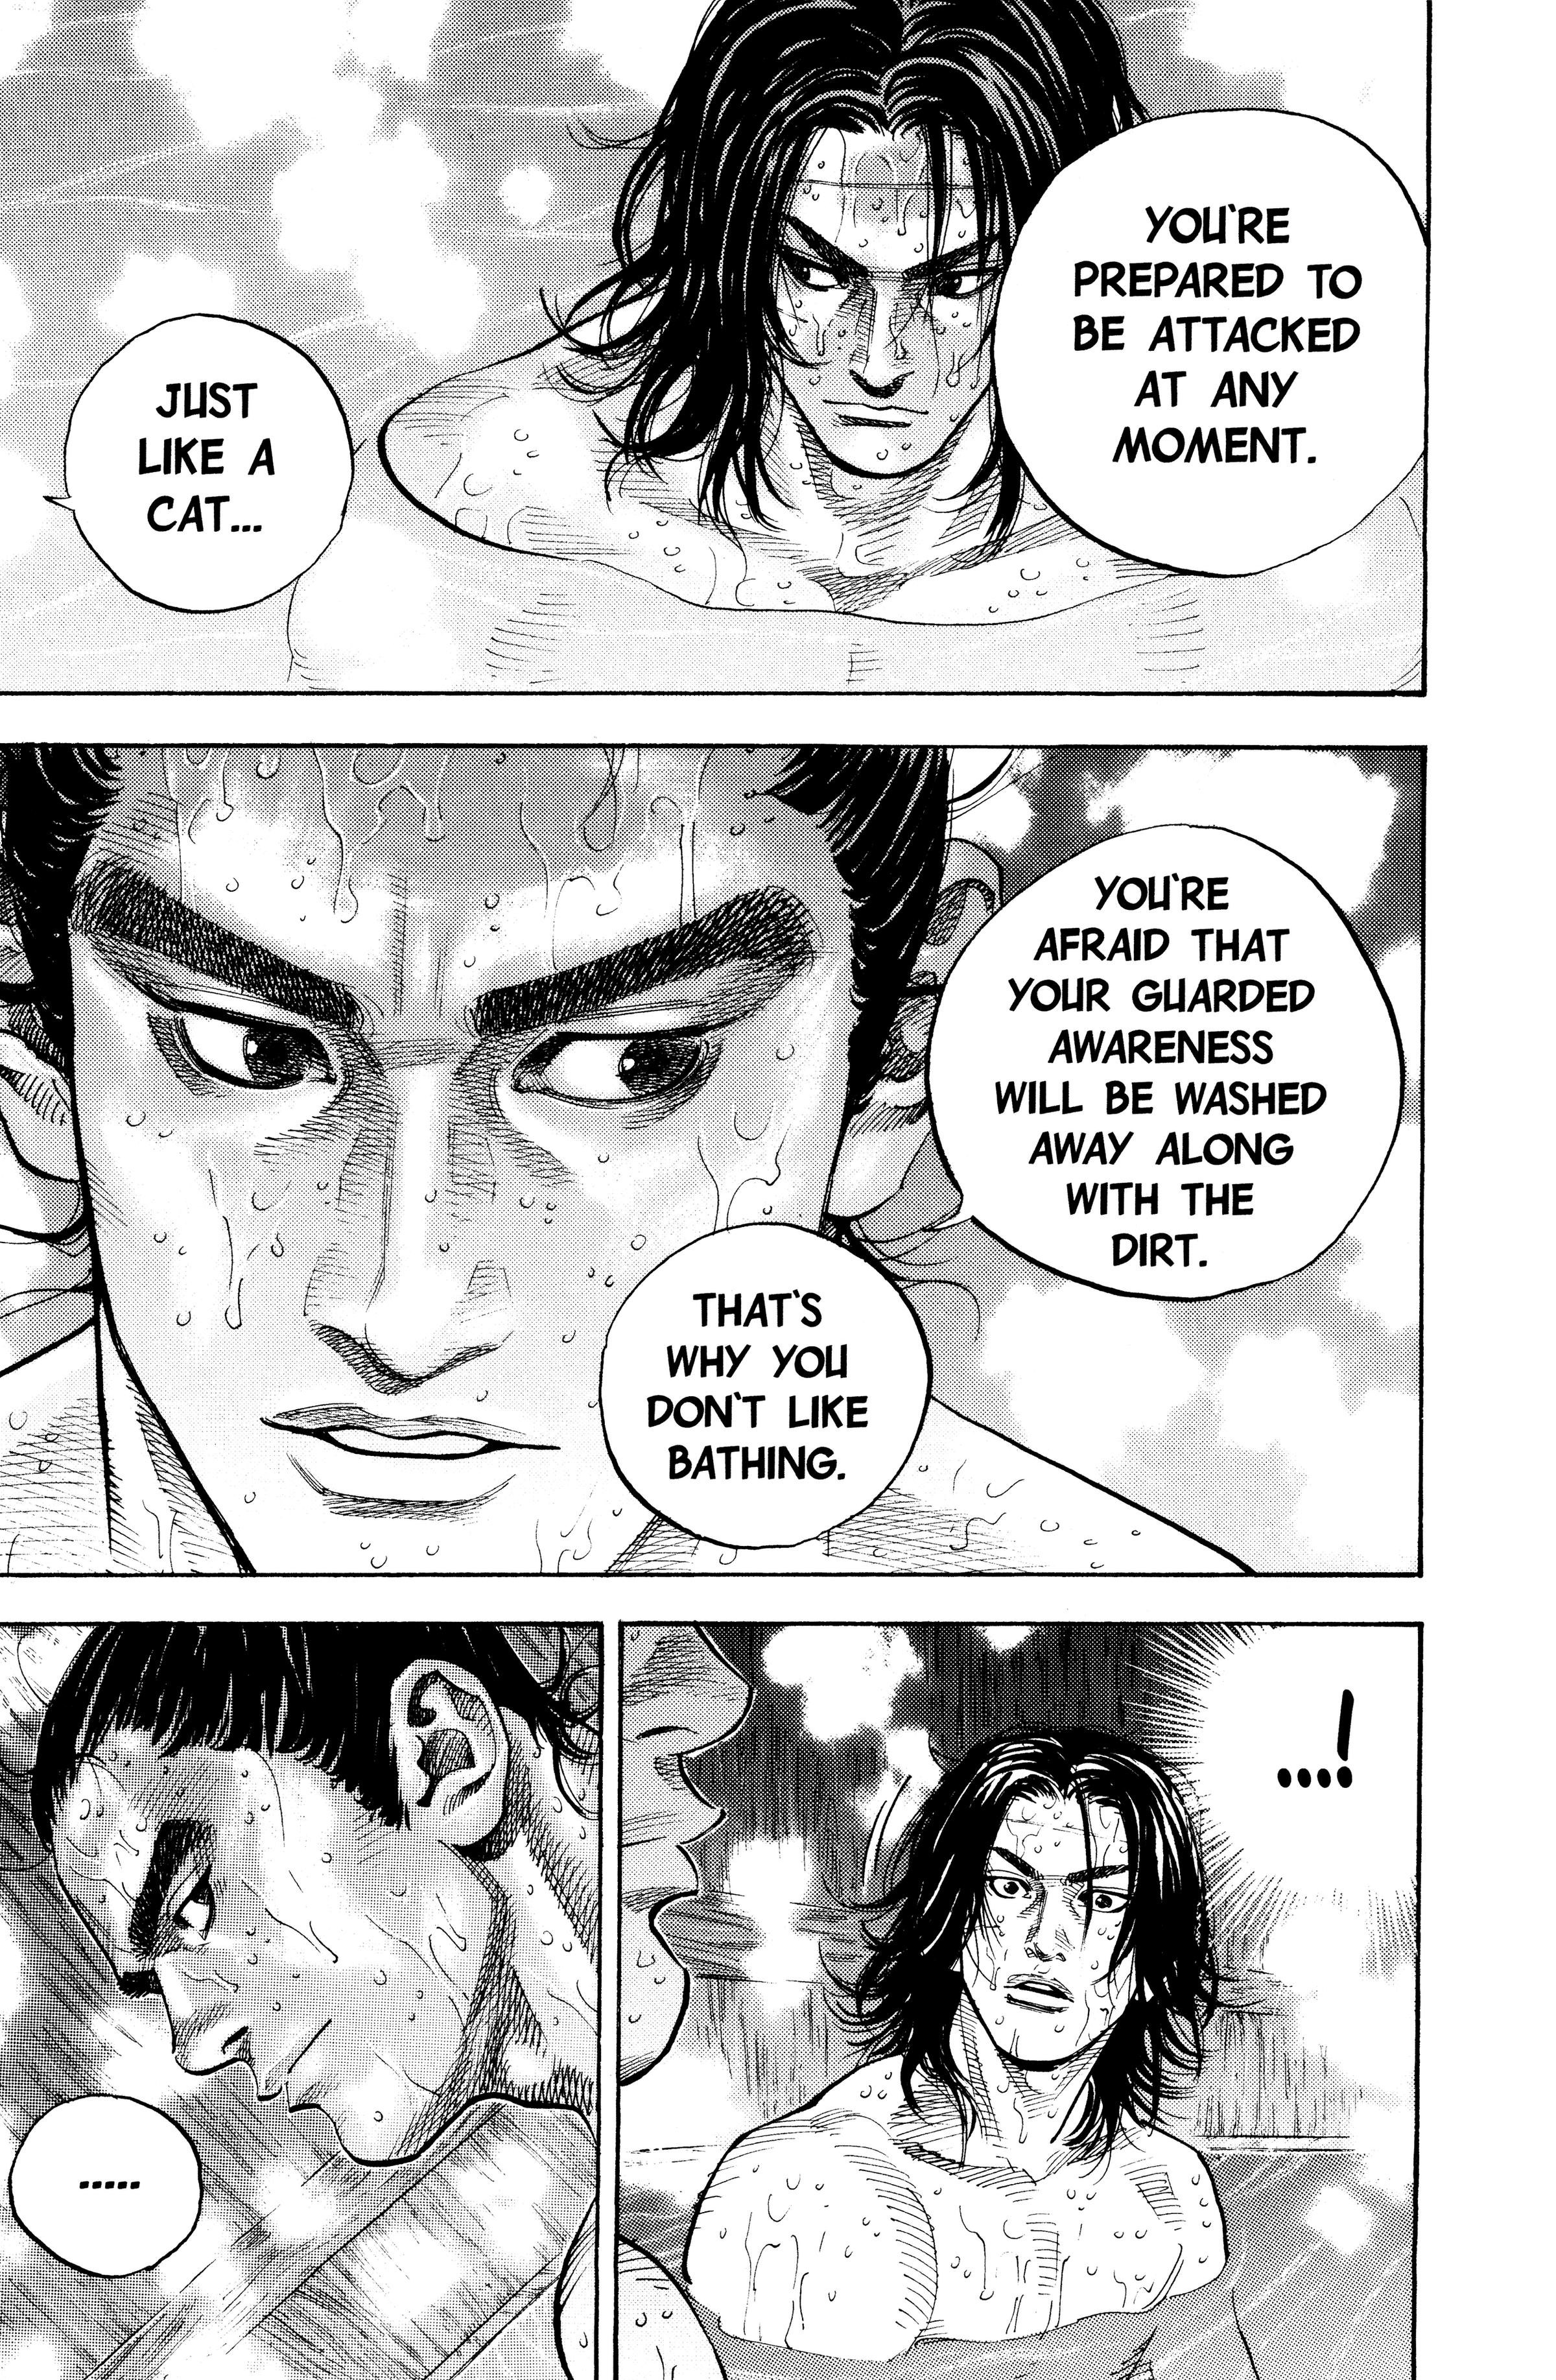 YOU'RE
PREPARED TO
BE ATTACKED
AT ANY
MOMENT.
JUST
LIKE A
CAT...
YOU'RE
AFRAID THAT
YOUR GUARDED
AWARENESS
WILL BE WASHED
AWAY ALONG
WITH THE
DIRT.
THAT'S
WHY YOU
DON'T LIKE
BATHING.
...!
.....